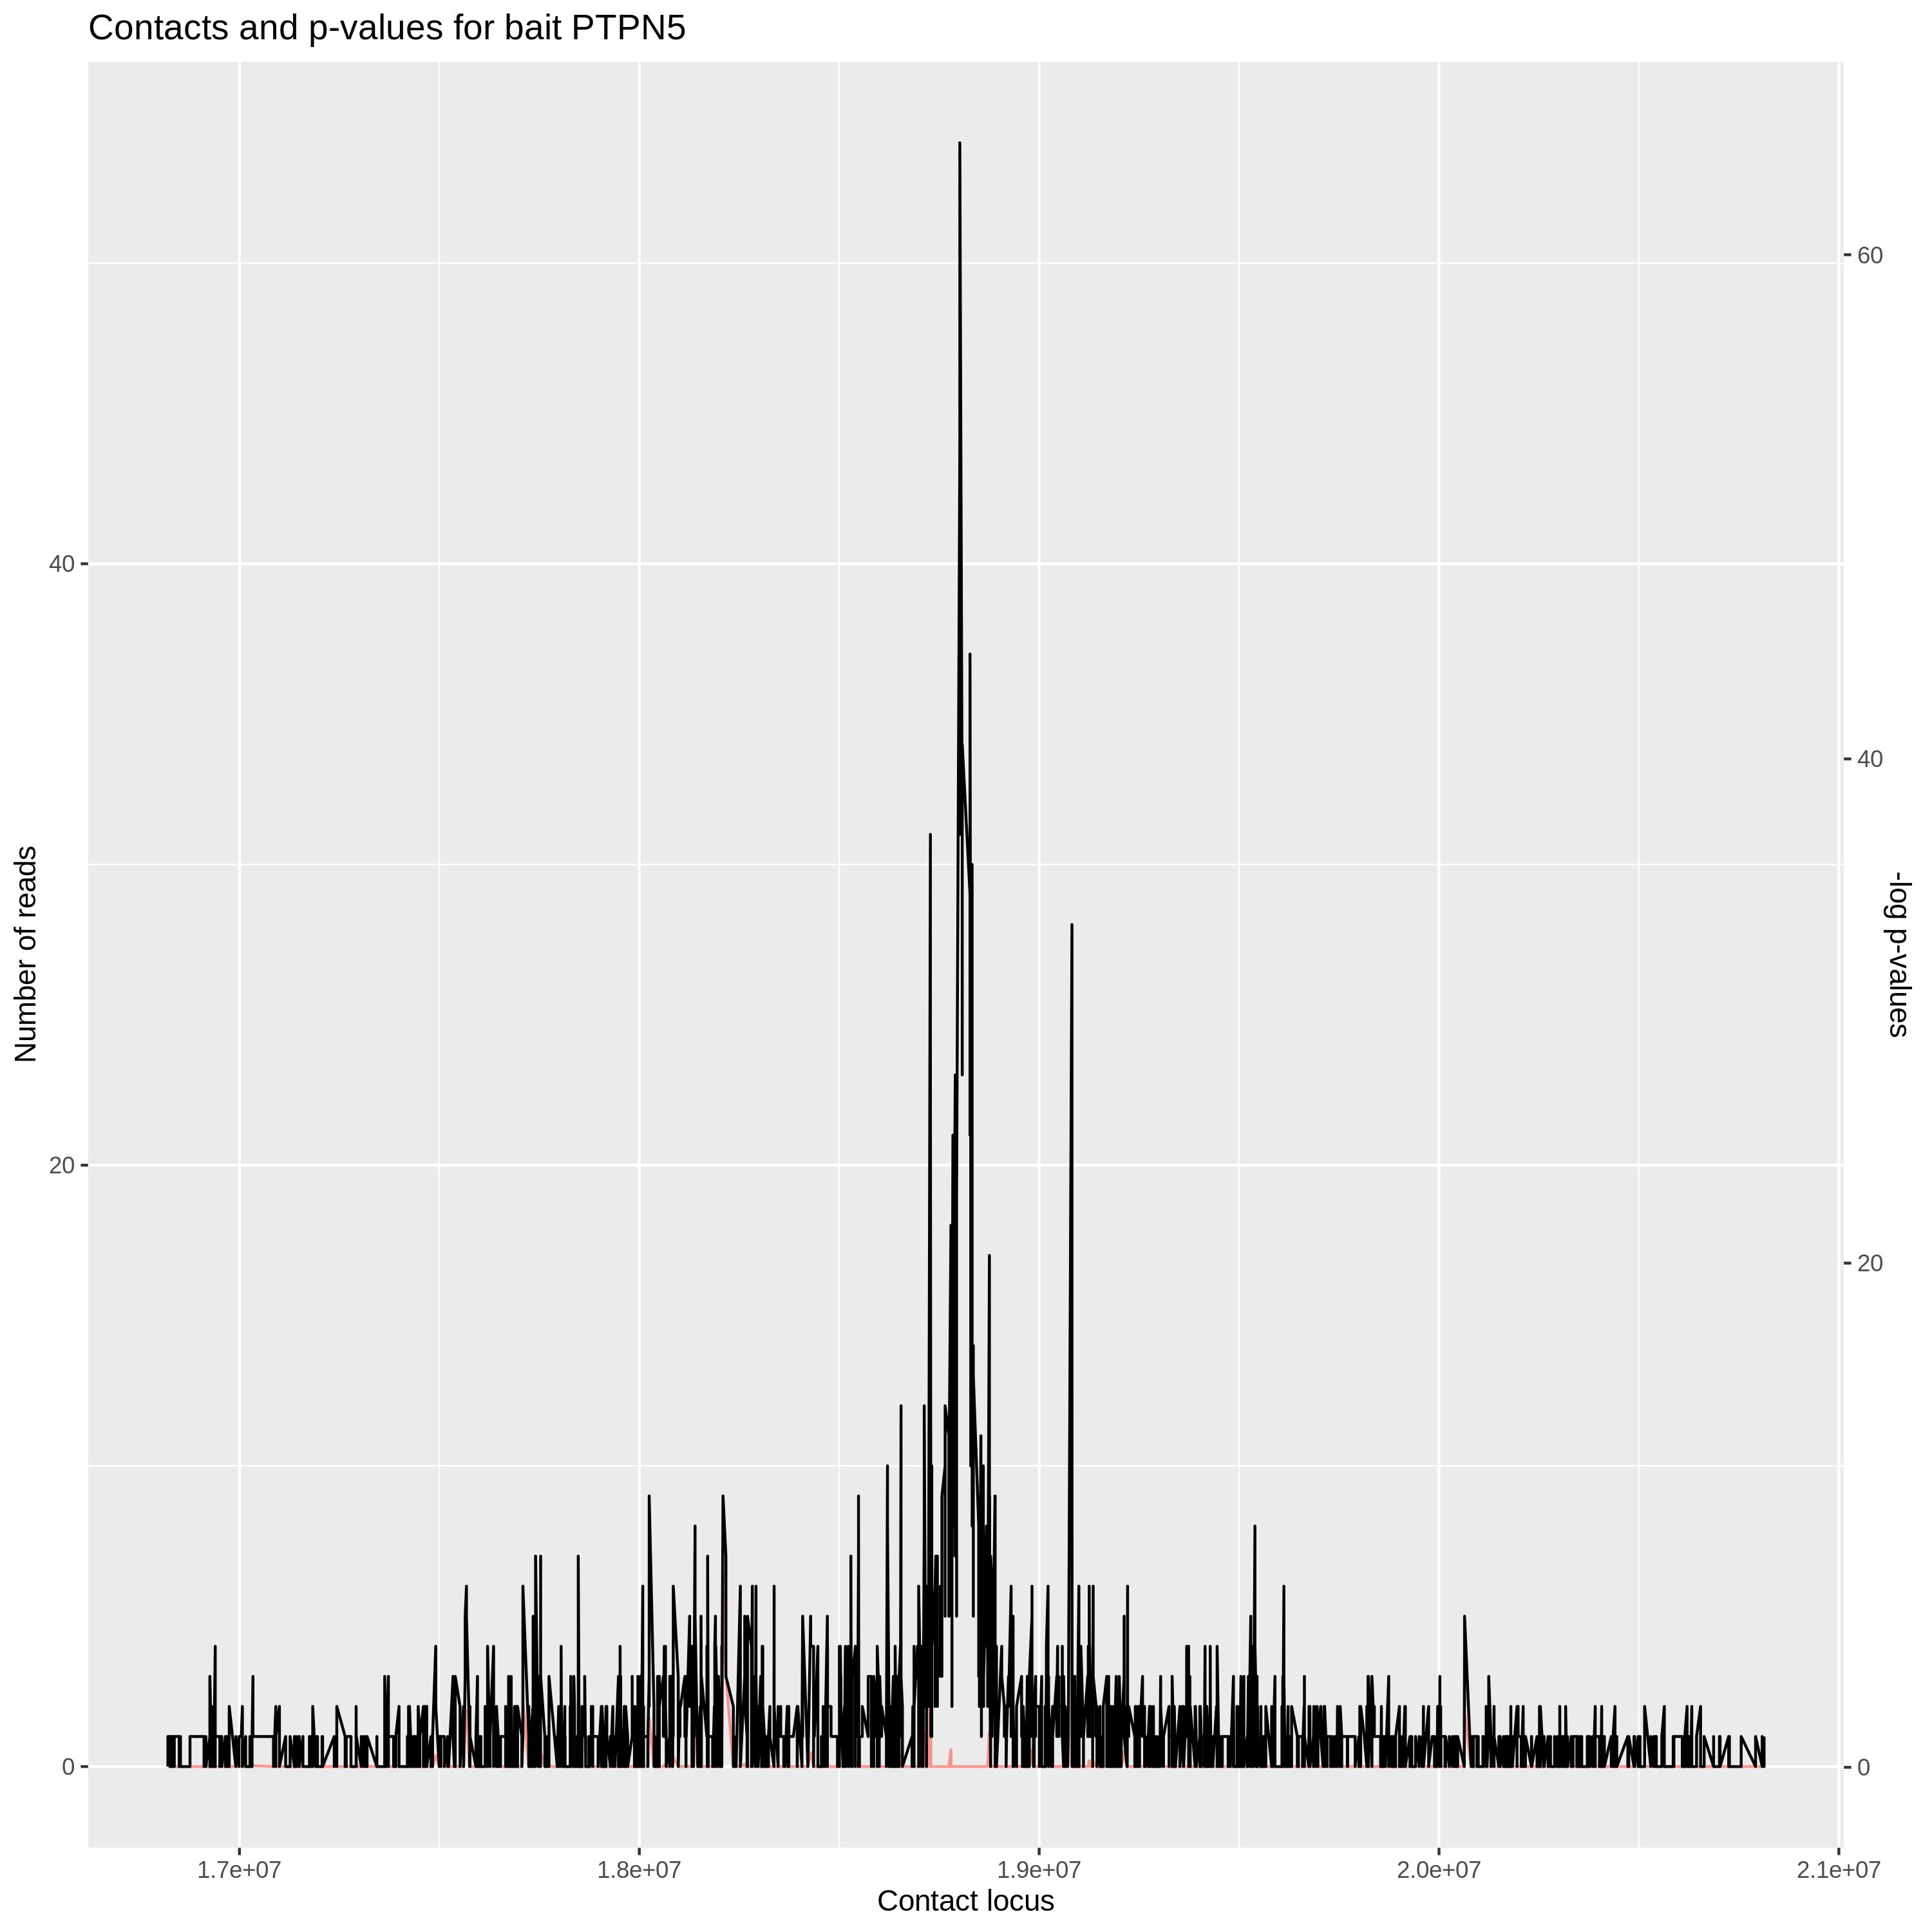 Contacts and p-values for bait PTPN5
Number of reads
40
20
0
60
40
20
0
-log p-values
1.7e+07
1.8e+07
1.9e+07
2.0e+07
2.1e+07
Contact locus